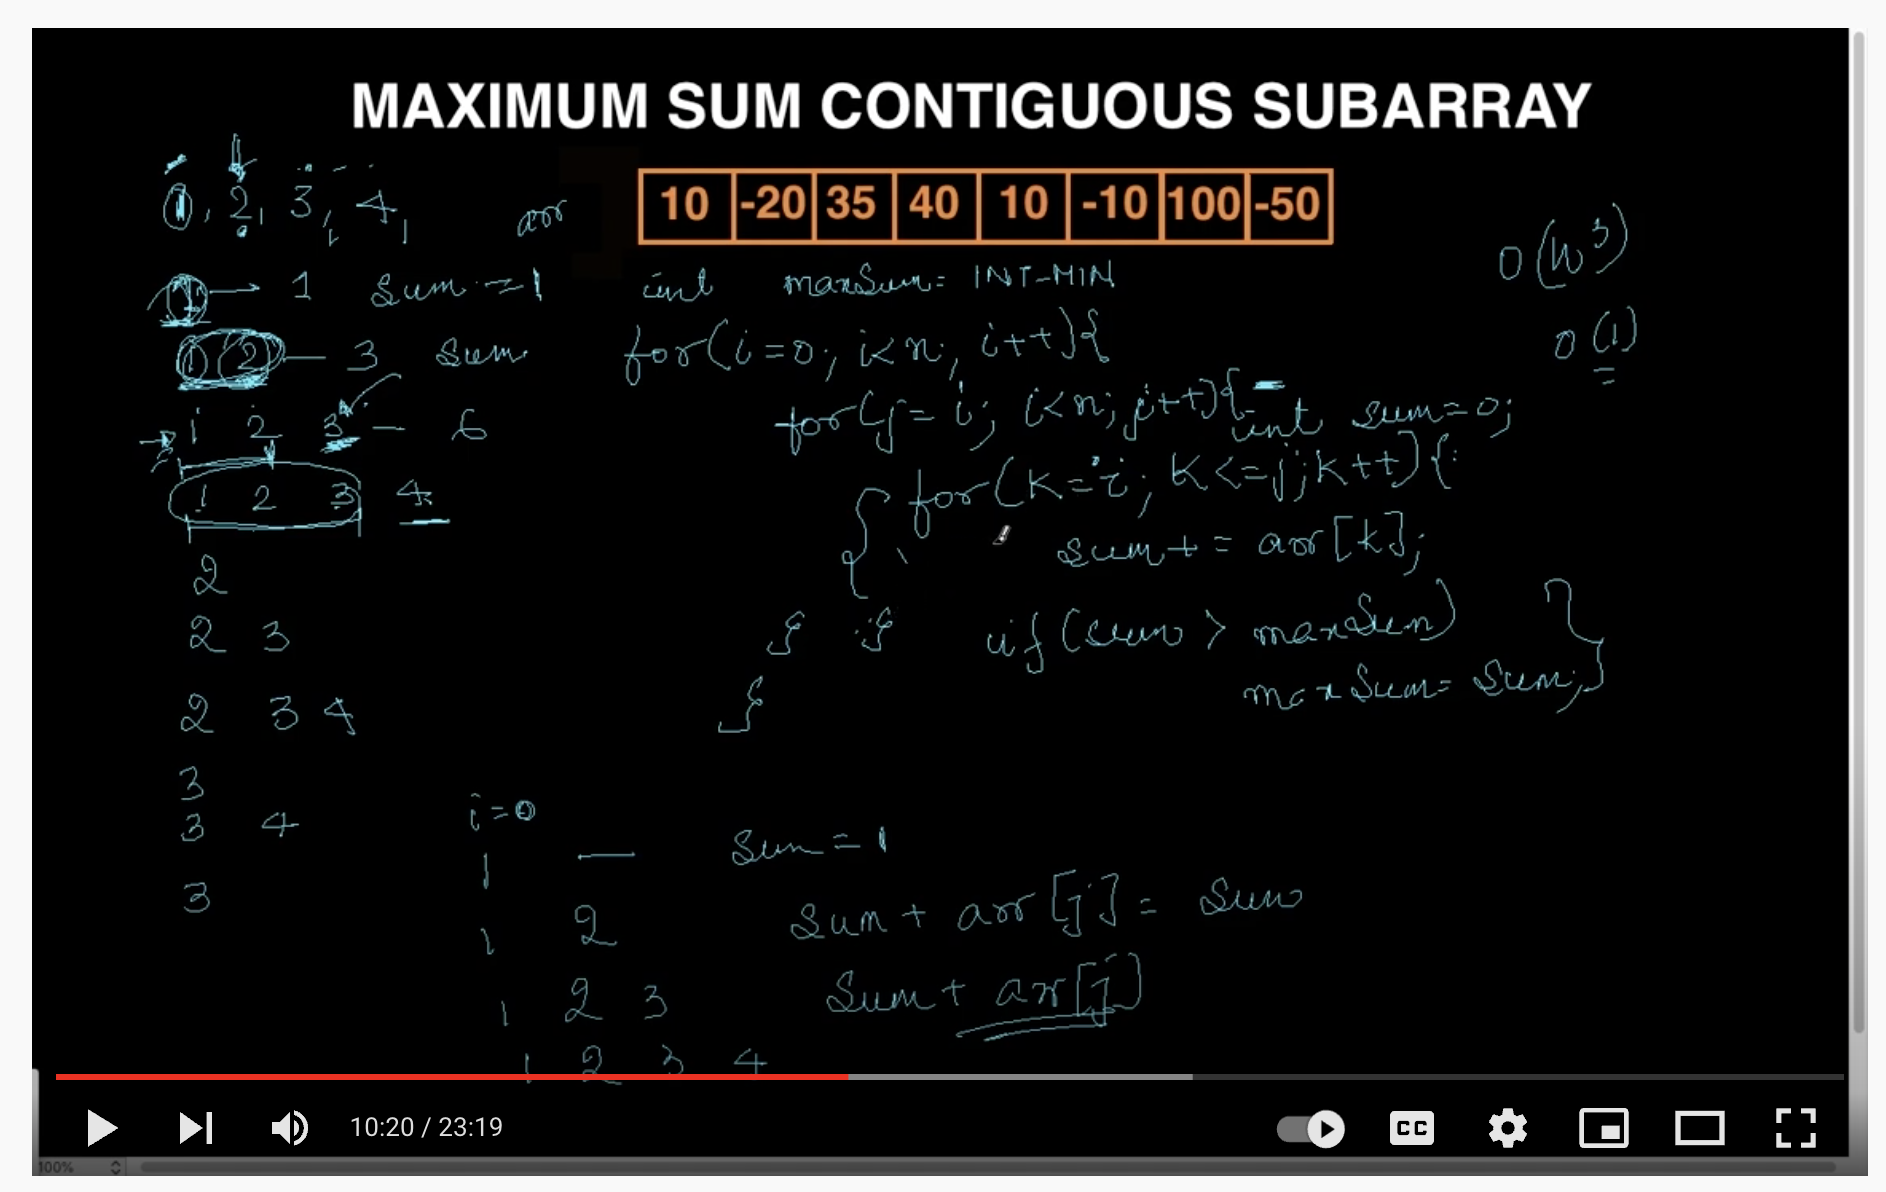 MAXIMUM SUM CONTIGUOUS SUBARRAY
1, 2, 3, 4,
arr 10 -20 35 40 10 -10 100 -50
O(n3)
1 → 1 sum = 1
int maxSum = INT-MIN
O(1)
1 2 — 3 sum
for(i=0; i<n; i++){
1 2 3 — 6
for(j=i; i<n; j++){ int sum=0;
1 2 3 4
for(k=i; k<=j; k++){
sum += arr[k];
}
2
2 3
if(sum > maxSum)
maxSum = Sum;
}
} }
}
2 3 4
3
3 4
3
i=0
1 — Sum = 1
1 2 Sum + arr[j] = Sum
1 2 3 Sum + arr[j]
1 2 3 4
10:20 / 23:19
CC
100%